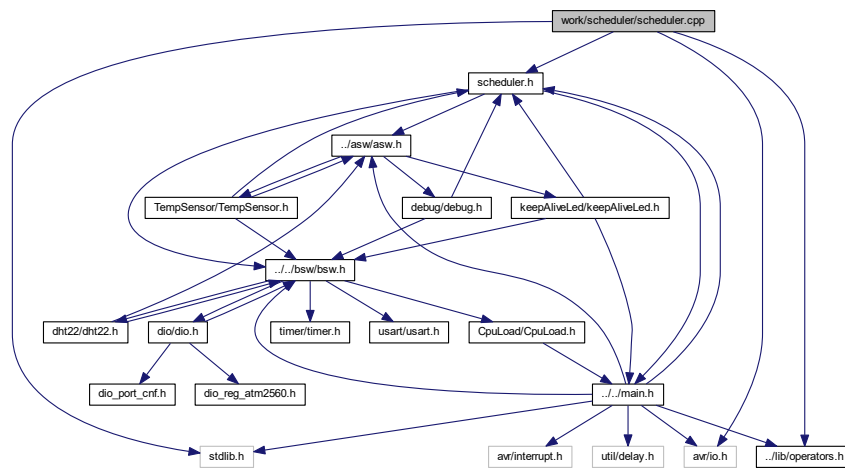 work/scheduler/scheduler.cpp
scheduler.h
../asw/asw.h
TempSensor/TempSensor.h
debug/debug.h
keepAliveLed/keepAliveLed.h
../../bsw/bsw.h
dht22/dht22.h
dio/dio.h
timer/timer.h
usart/usart.h
CpuLoad/CpuLoad.h
dio_port_cnf.h
dio_reg_atm2560.h
../../main.h
stdlib.h
avr/interrupt.h
util/delay.h
avr/io.h
../lib/operators.h